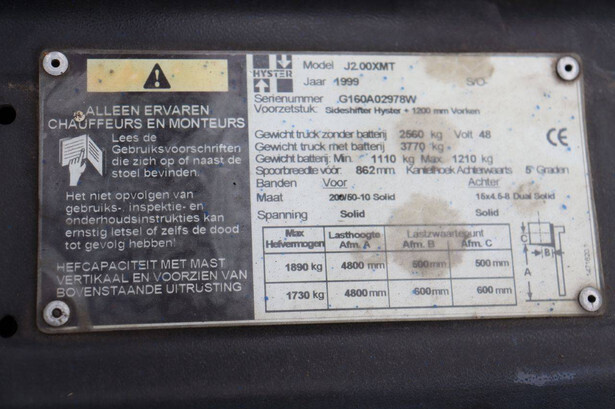 ALLEEN ERVAREN
CHAUFFEURS EN MONTEURS
Lees de
Gebruiksvoorschriften
die zich op of naast de
stoel bevinden.
Het niet opvolgen van
gebruiks-, inspektie- en
onderhoudsinstrukties kan
ernstig letsel of zelfs de dood
tot gevolg hebben!
HEFCAPACITEIT MET MAST
VERTIKAAL EN VOORZIEN VAN
BOVENSTAANDE UITRUSTING
HYSTER
Model J2.00XMT
Jaar 1999 S/O-
Serienummer G160A02978W
Voorzetstuk: Sideshifter Hyster + 1200 mm Vorken
Gewicht truck zonder batterij 2560 kg Volt 48
Gewicht truck met batterij 3770 kg
Gewicht batterij. Min. 1110 kg Max. 1210 kg
Spoorbreedte vóór: 862 mm Kantelhoek Achterwaarts 5° Graden
Banden Voor Achter
Maat 200/50-10 Solid 15x4.5-8 Dual Solid
Spanning Solid Solid
CE
Max Hefvermogen Lasthoogte Afm. A Lastzwaartepunt Afm. B Afm. C
1890 kg 4800 mm 500 mm 500 mm
1730 kg 4800 mm 600 mm 600 mm
C
B
A